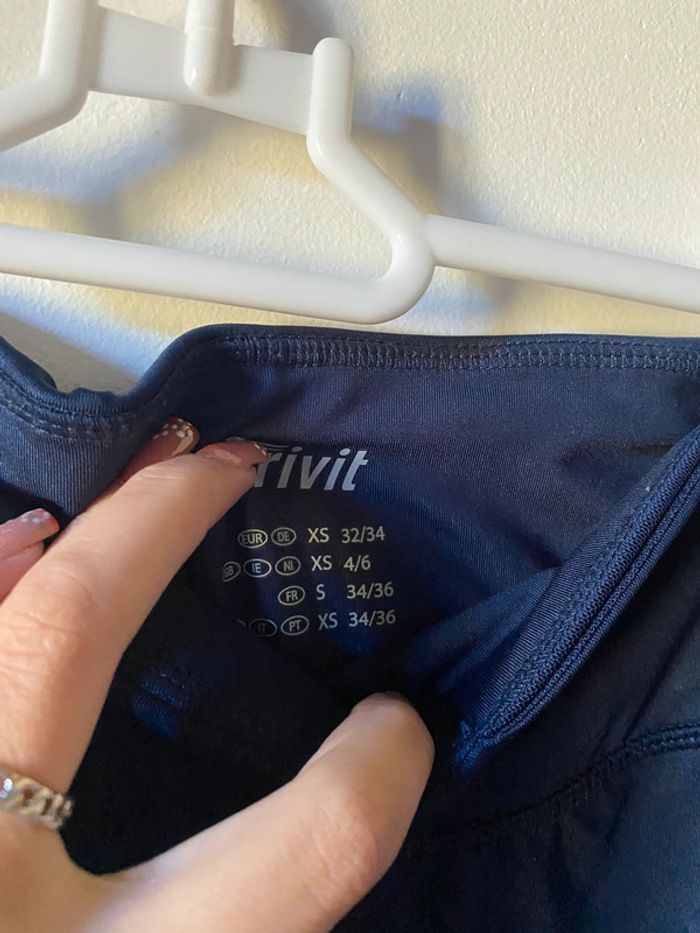 rivit
EUR DE XS 32/34
GB IE NI XS 4/6
FR S 34/36
IT PT XS 34/36